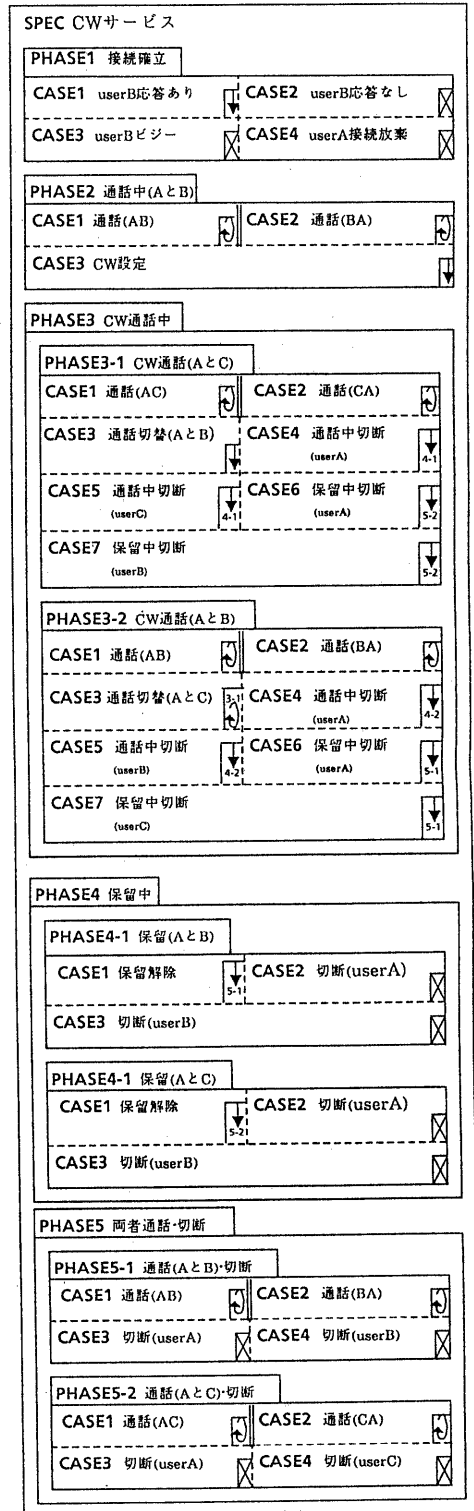 SPEC CWサービス
PHASE1 接続確立
CASE1 userB応答あり CASE2 userB応答なし
CASE3 userBビジー CASE4 userA接続放棄
PHASE2 通話中(AとB)
CASE1 通話(AB) CASE2 通話(BA)
CASE3 CW設定
PHASE3 CW通話中
PHASE3-1 CW通話(AとC)
CASE1 通話(AC) CASE2 通話(CA)
CASE3 通話切替(AとB) CASE4 通話中切断
(userA) 4-1
CASE5 通話中切断 CASE6 保留中切断
(userC) 4-1 (userA) 5-2
CASE7 保留中切断
(userB) 5-2
PHASE3-2 CW通話(AとB)
CASE1 通話(AB) CASE2 通話(BA)
CASE3 通話切替(AとC) 3-1 CASE4 通話中切断
(userA) 4-2
CASE5 通話中切断 CASE6 保留中切断
(userB) 4-2 (userA) 5-1
CASE7 保留中切断
(userC) 5-1
PHASE4 保留中
PHASE4-1 保留(AとB)
CASE1 保留解除 5-1 CASE2 切断(userA)
CASE3 切断(userB)
PHASE4-1 保留(AとC)
CASE1 保留解除 5-2 CASE2 切断(userA)
CASE3 切断(userB)
PHASE5 両者通話・切断
PHASE5-1 通話(AとB)・切断
CASE1 通話(AB) CASE2 通話(BA)
CASE3 切断(userA) CASE4 切断(userB)
PHASE5-2 通話(AとC)・切断
CASE1 通話(AC) CASE2 通話(CA)
CASE3 切断(userA) CASE4 切断(userC)